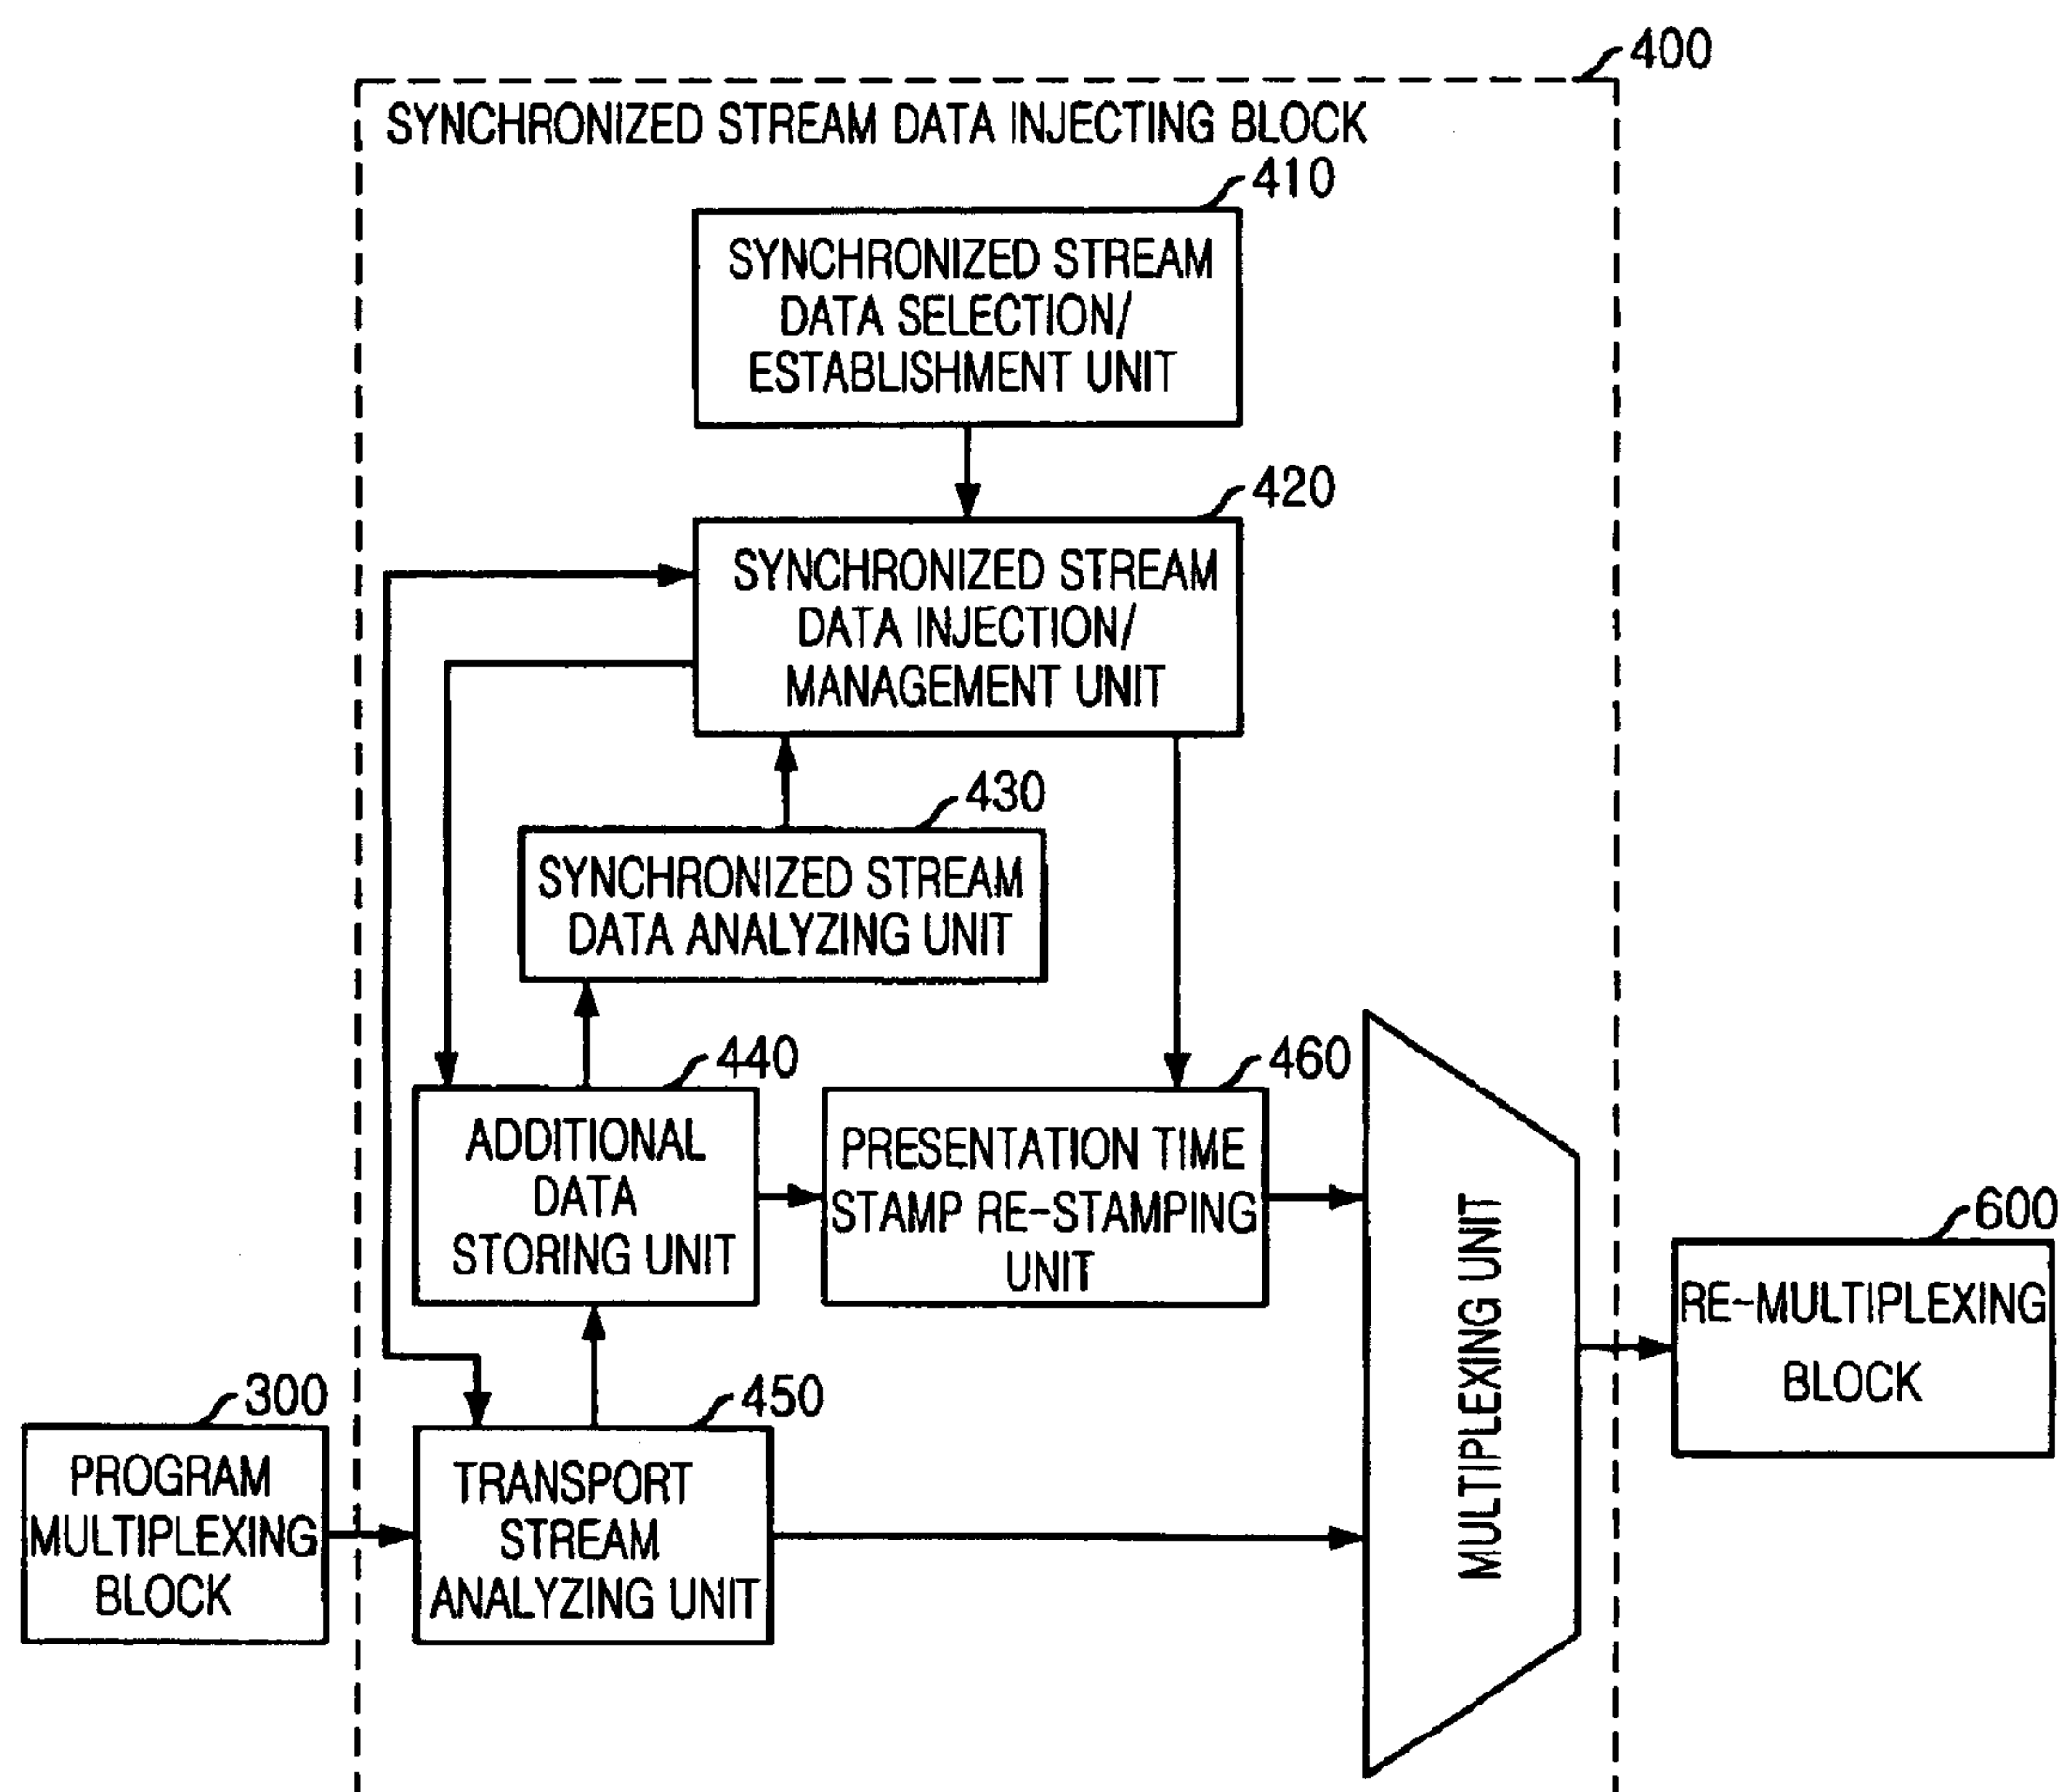 400
SYNCHRONIZED STREAM DATA INJECTING BLOCK
410
SYNCHRONIZED STREAM
DATA SELECTION/
ESTABLISHMENT UNIT
420
SYNCHRONIZED STREAM
DATA INJECTION/
MANAGEMENT UNIT
430
SYNCHRONIZED STREAM
DATA ANALYZING UNIT
440
ADDITIONAL
DATA
STORING UNIT
460
PRESENTATION TIME
STAMP RE-STAMPING
UNIT
MULTIPLEXING UNIT
600
RE-MULTIPLEXING
BLOCK
300
PROGRAM
MULTIPLEXING
BLOCK
450
TRANSPORT
STREAM
ANALYZING UNIT